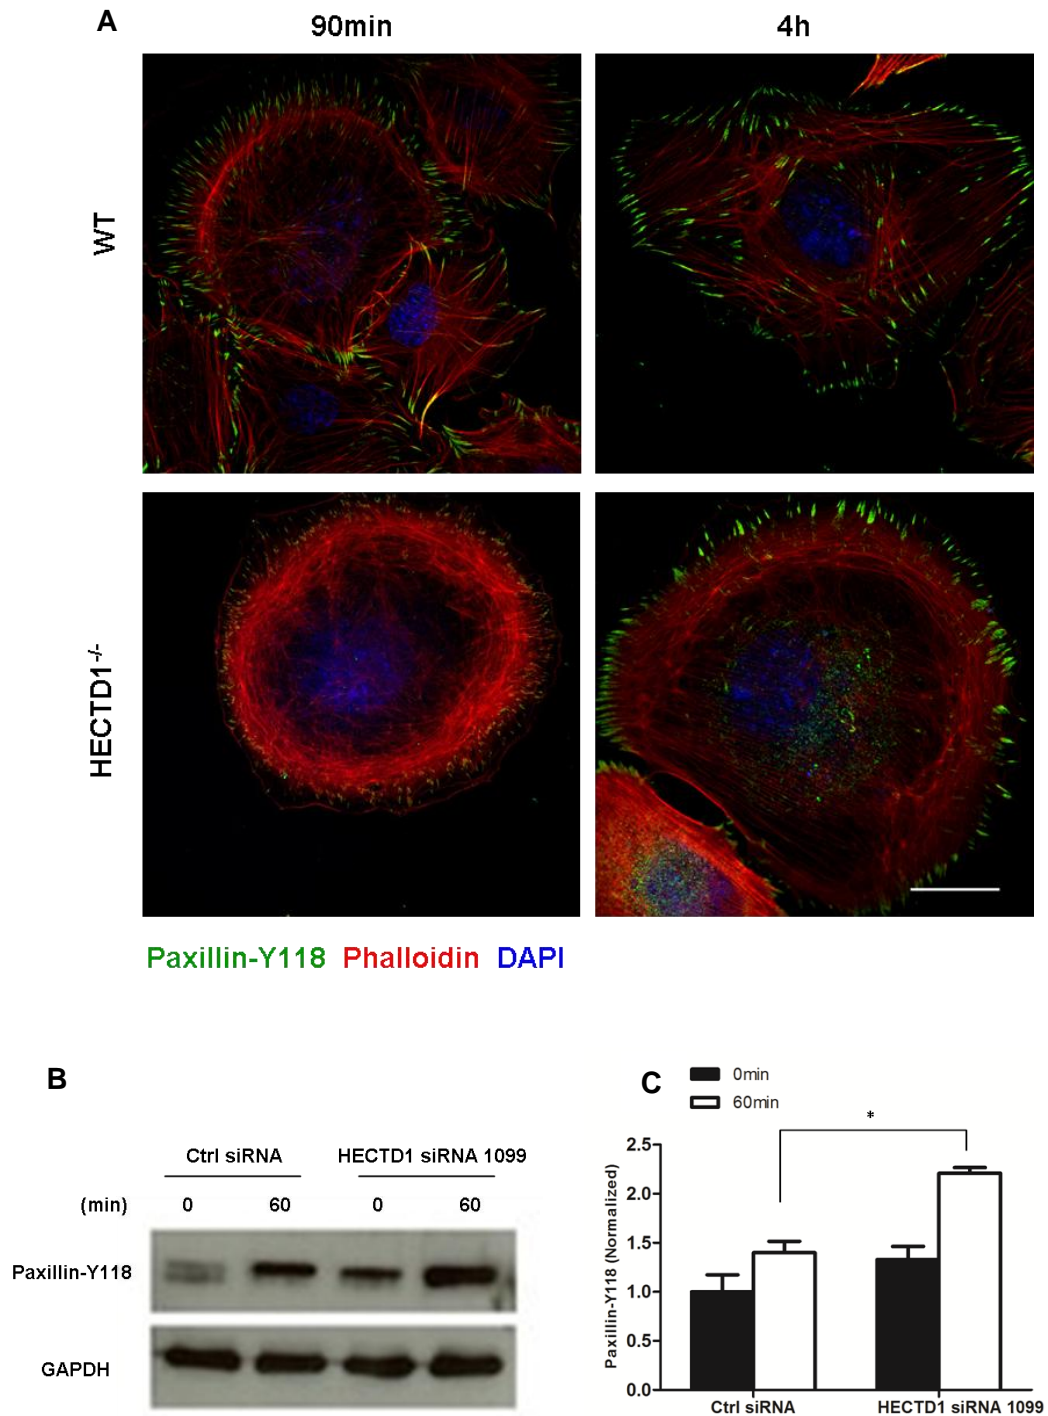 A
90min
4h
WT
HECTD1-/-
Paxillin-Y118 Phalloidin DAPI
B
Ctrl siRNA HECTD1 siRNA 1099
(min) 0 60 0 60
Paxillin-Y118
GAPDH
C
0min
60min
*
Paxillin-Y118 (Normalized)
2.5
2.0
1.5
1.0
0.5
0.0
Ctrl siRNA HECTD1 siRNA 1099